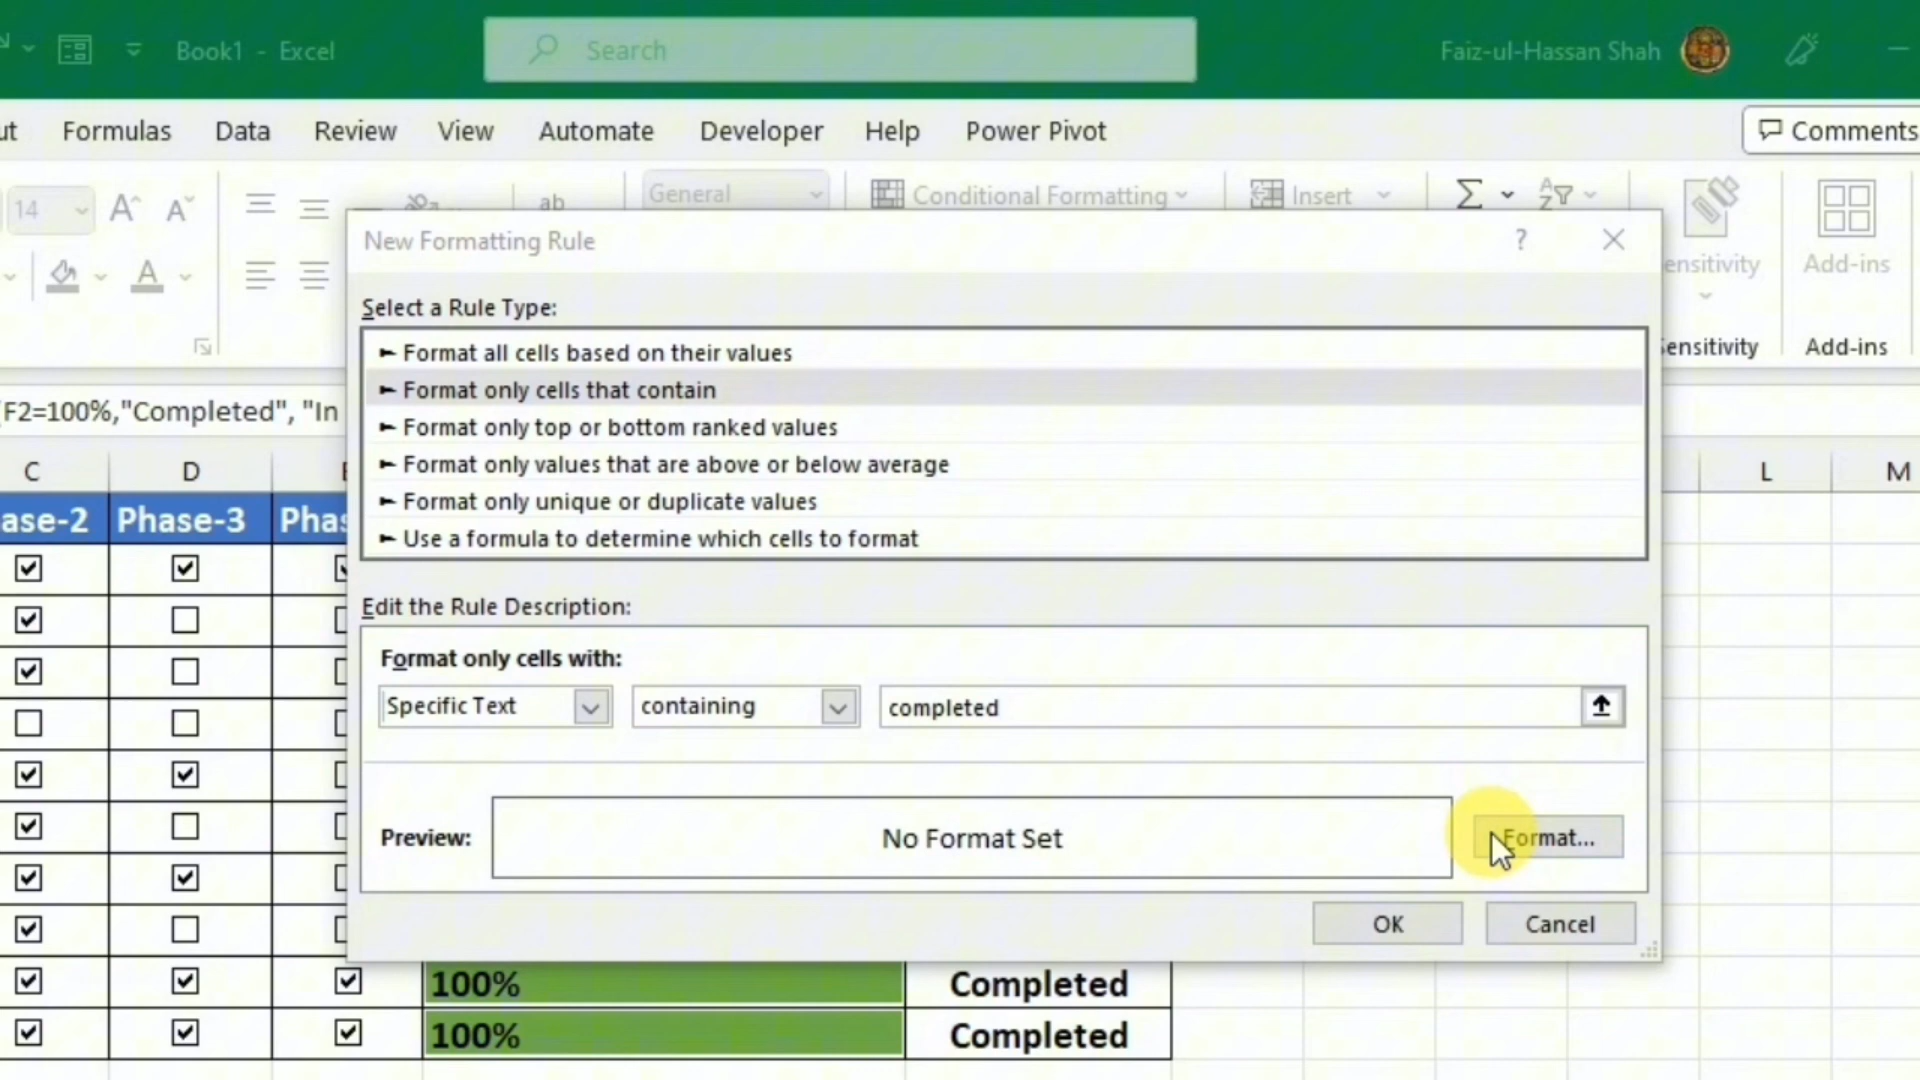 Book1 - Excel
Search
Faiz-ul-Hassan Shah
ut Formulas Data Review View Automate Developer Help Power Pivot
Comments
14
General
Conditional Formatting
Insert
ab
ensitivity
Add-ins
Sensitivity
Add-ins
New Formatting Rule
?
Select a Rule Type:
► Format all cells based on their values
► Format only cells that contain
► Format only top or bottom ranked values
► Format only values that are above or below average
► Format only unique or duplicate values
► Use a formula to determine which cells to format
Edit the Rule Description:
Format only cells with:
Specific Text
containing
completed
Preview:
No Format Set
Format...
OK
Cancel
F2=100%,"Completed", "In
C D L M
ase-2 Phase-3 Phas
100% Completed
100% Completed